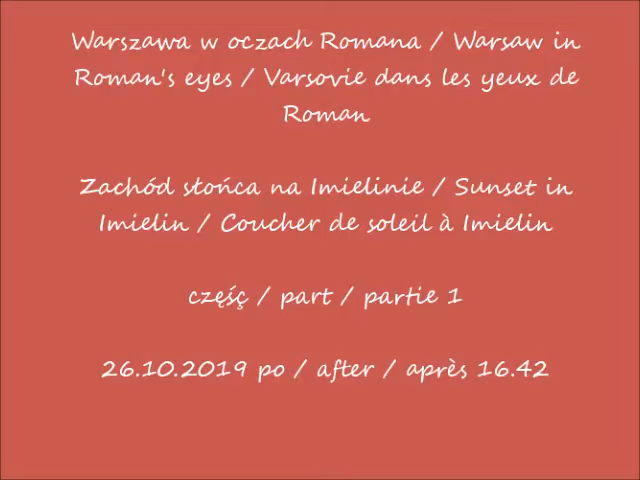 Warszawa w oczach Romana / Warsaw in
Roman's eyes / Varsovie dans les yeux de
Roman
Zachód słońca na Imielinie / Sunset in
Imielin / Coucher de soleil à Imielin
częśç / part / partie 1
26.10.2019 po / after / après 16.42